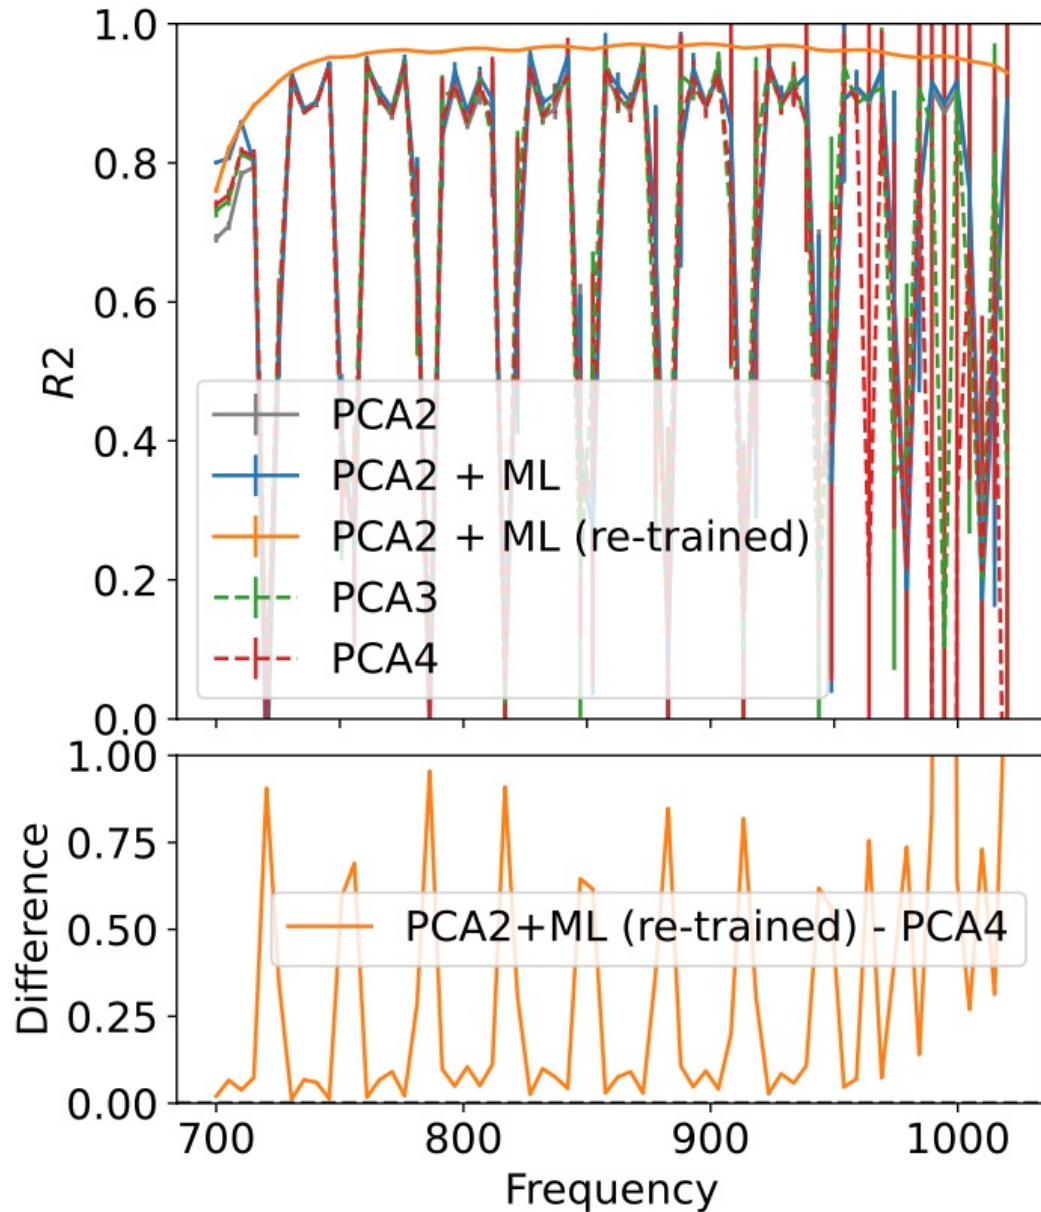 1.0
0.8
0.6
0.4
0.2
0.0
R2
PCA2
PCA2 + ML
PCA2 + ML (re-trained)
PCA3
PCA4
1.00
0.75
0.50
0.25
0.00
Difference
PCA2+ML (re-trained) - PCA4
700 800 900 1000
Frequency